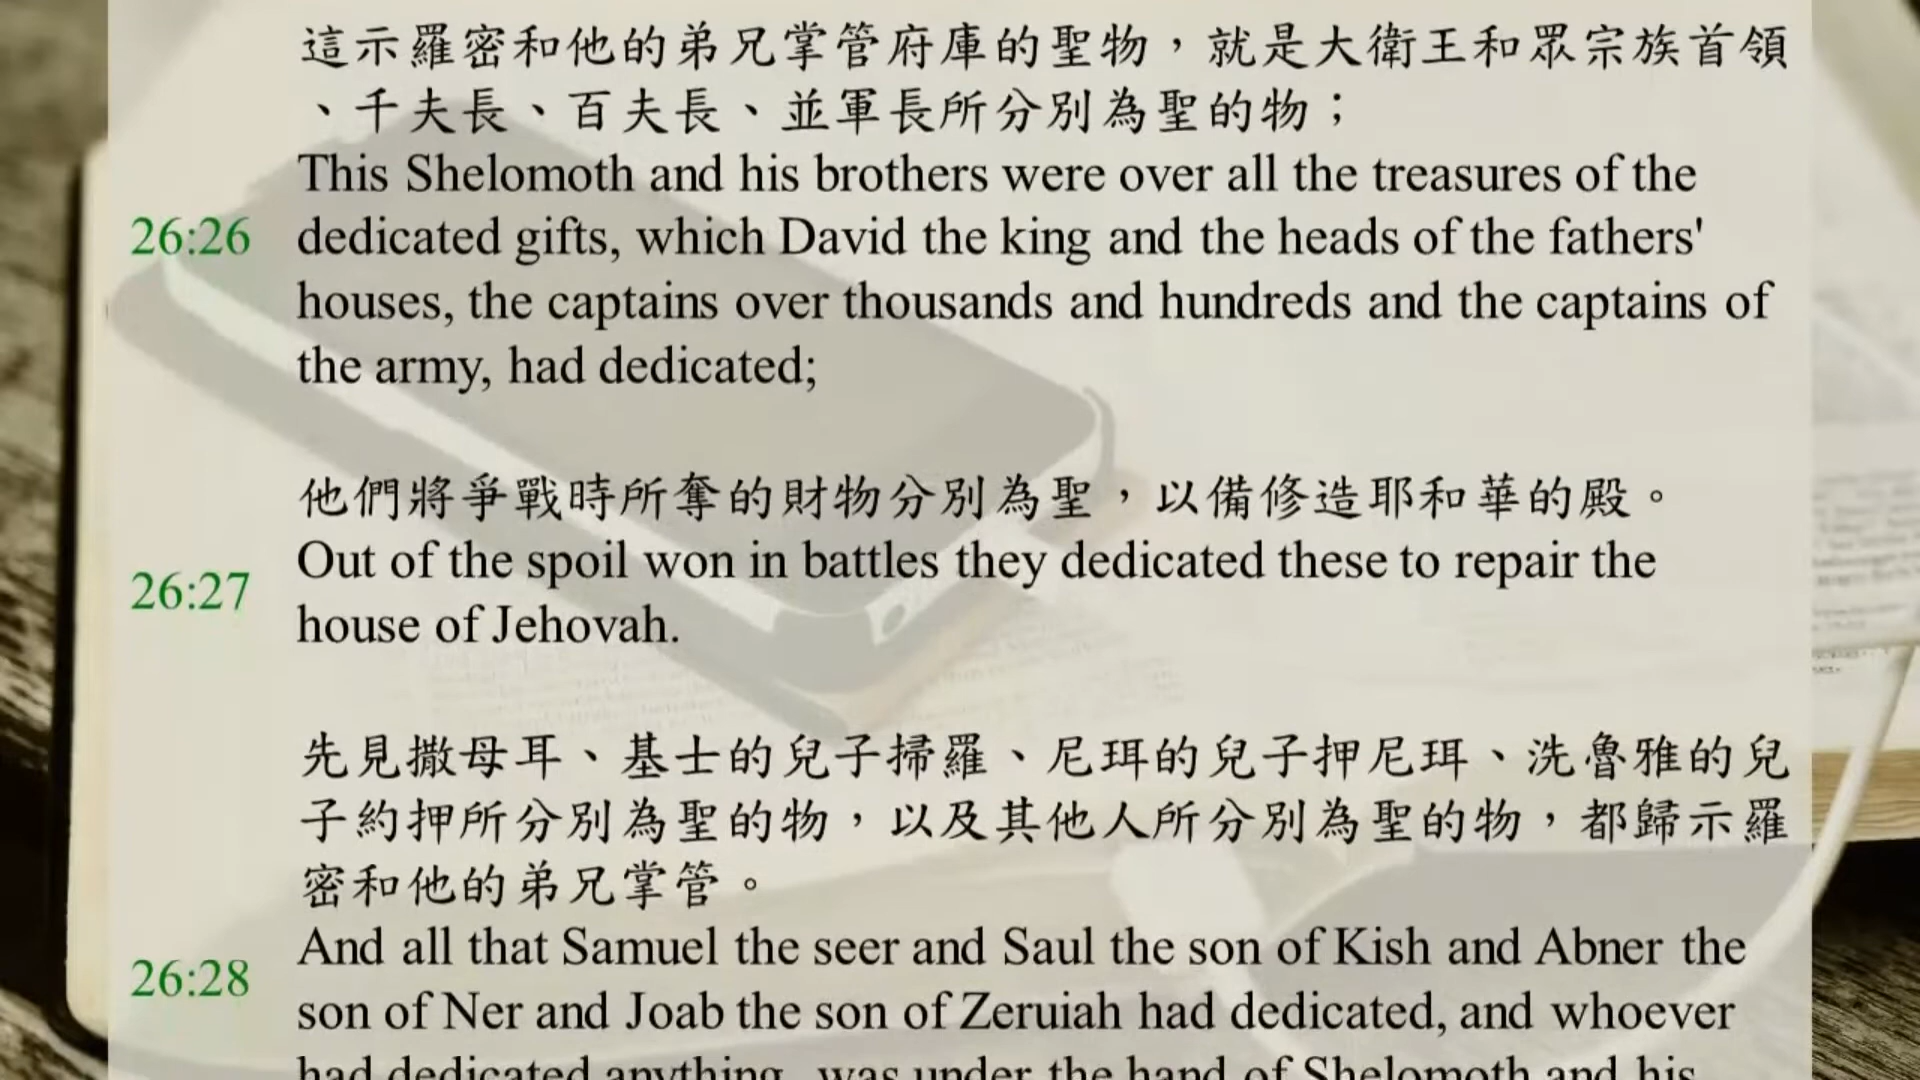 這示羅密和他的弟兄掌管府庫的聖物，就是大衛王和眾宗族首領
、千夫長、百夫長、並軍長所分別為聖的物；
This Shelomoth and his brothers were over all the treasures of the
26:26 dedicated gifts, which David the king and the heads of the fathers'
houses, the captains over thousands and hundreds and the captains of
the army, had dedicated;
他們將爭戰時所奪的財物分別為聖，以備修造耶和華的殿。
Out of the spoil won in battles they dedicated these to repair the
26:27
house of Jehovah.
先見撒母耳、基士的兒子掃羅、尼珥的兒子押尼珥、洗魯雅的兒
子約押所分別為聖的物，以及其他人所分別為聖的物，都歸示羅
密和他的弟兄掌管。
And all that Samuel the seer and Saul the son of Kish and Abner the
26:28
son of Ner and Joab the son of Zeruiah had dedicated, and whoever
had dedicated anything, was under the hand of Shelomoth and his